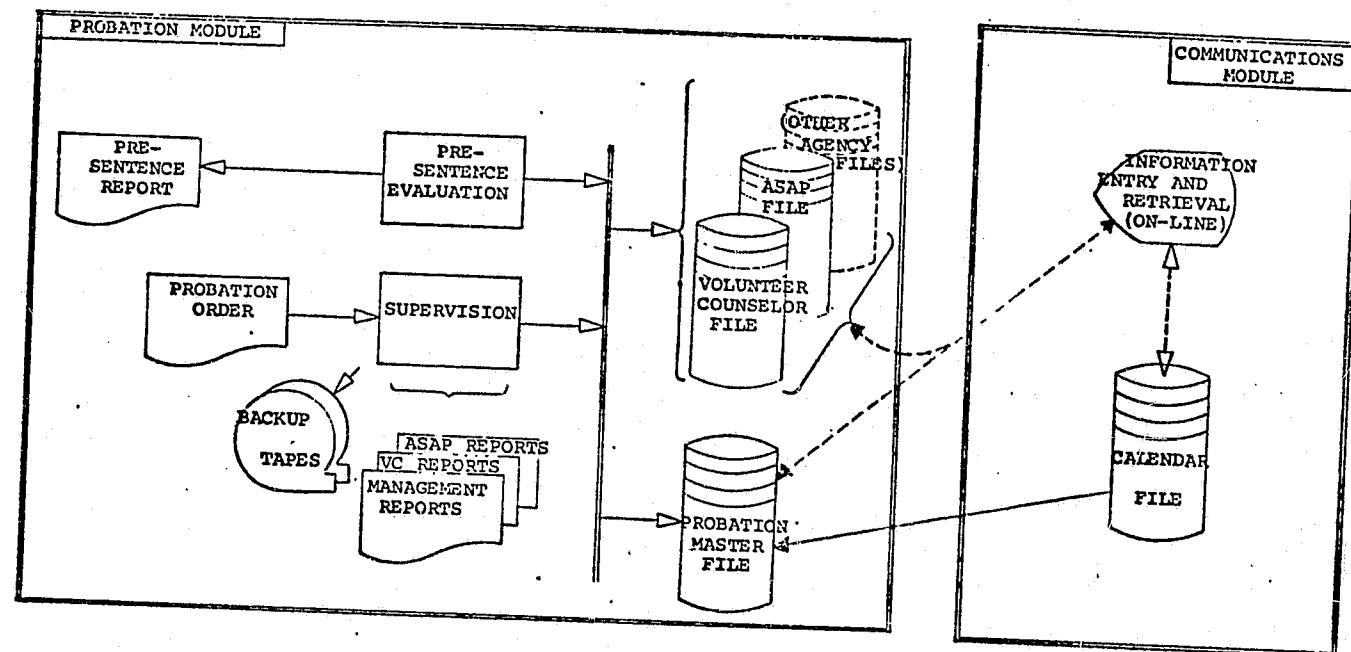 PROBATION MODULE
COMMUNICATIONS
MODULE
PRE-
SENTENCE
REPORT
PRE-
SENTENCE
EVALUATION
(OTHER
AGENCY
FILES)
ASAP
FILE
VOLUNTEER
COUNSELOR
FILE
INFORMATION
ENTRY AND
RETRIEVAL
(ON-LINE)
PROBATION
ORDER
SUPERVISION
BACKUP
TAPES
ASAP REPORTS
VC REPORTS
MANAGEMENT
REPORTS
PROBATION
MASTER
FILE
CALENDAR
FILE